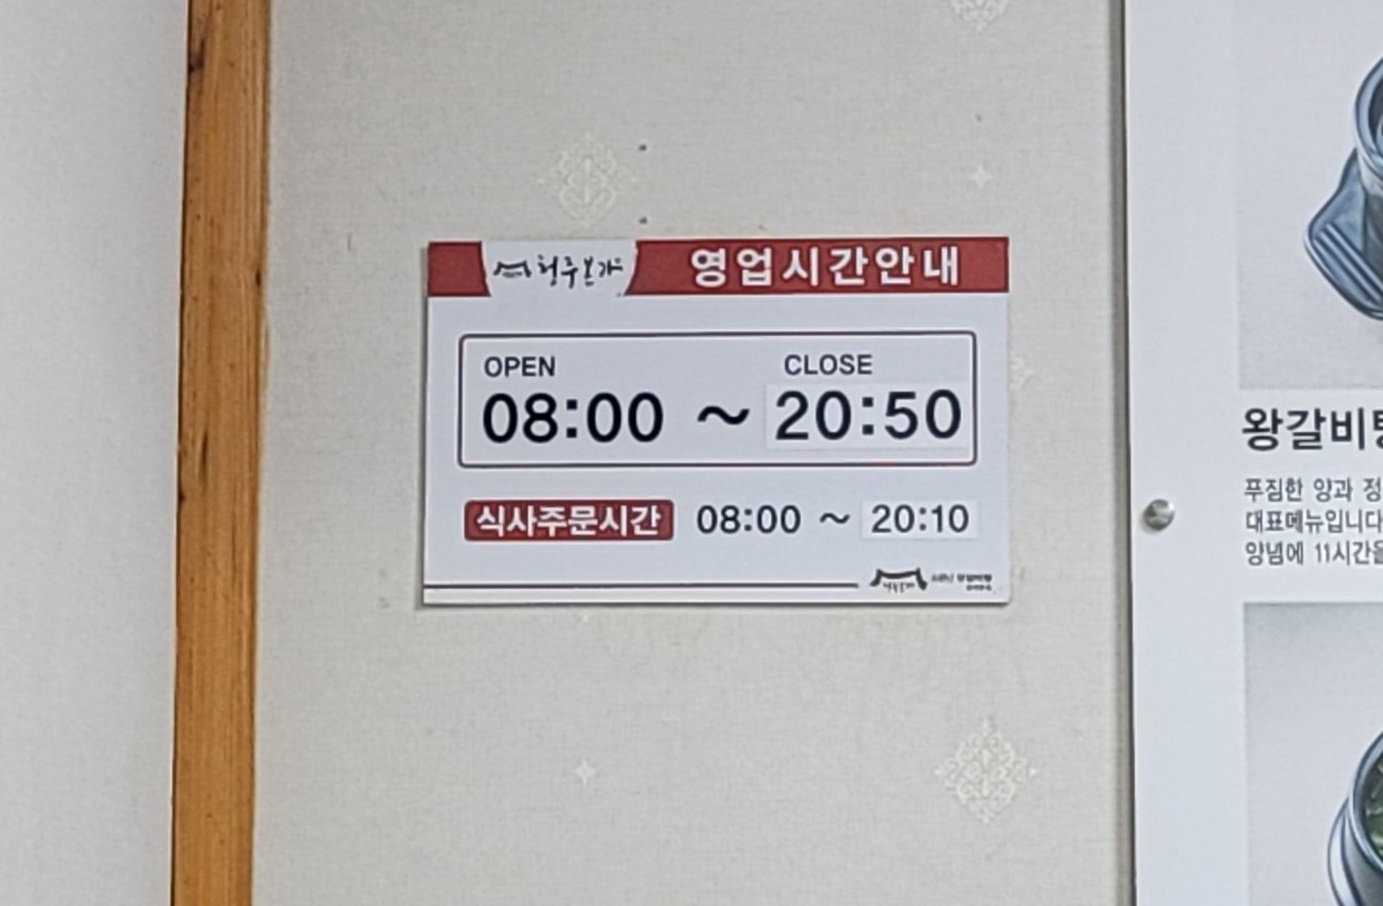 청주본가 영업시간안내
OPEN CLOSE
08:00 ~ 20:50
식사주문시간 08:00 ~ 20:10
왕갈비탕
푸짐한 양과 정
대표메뉴입니다
양념에 11시간을